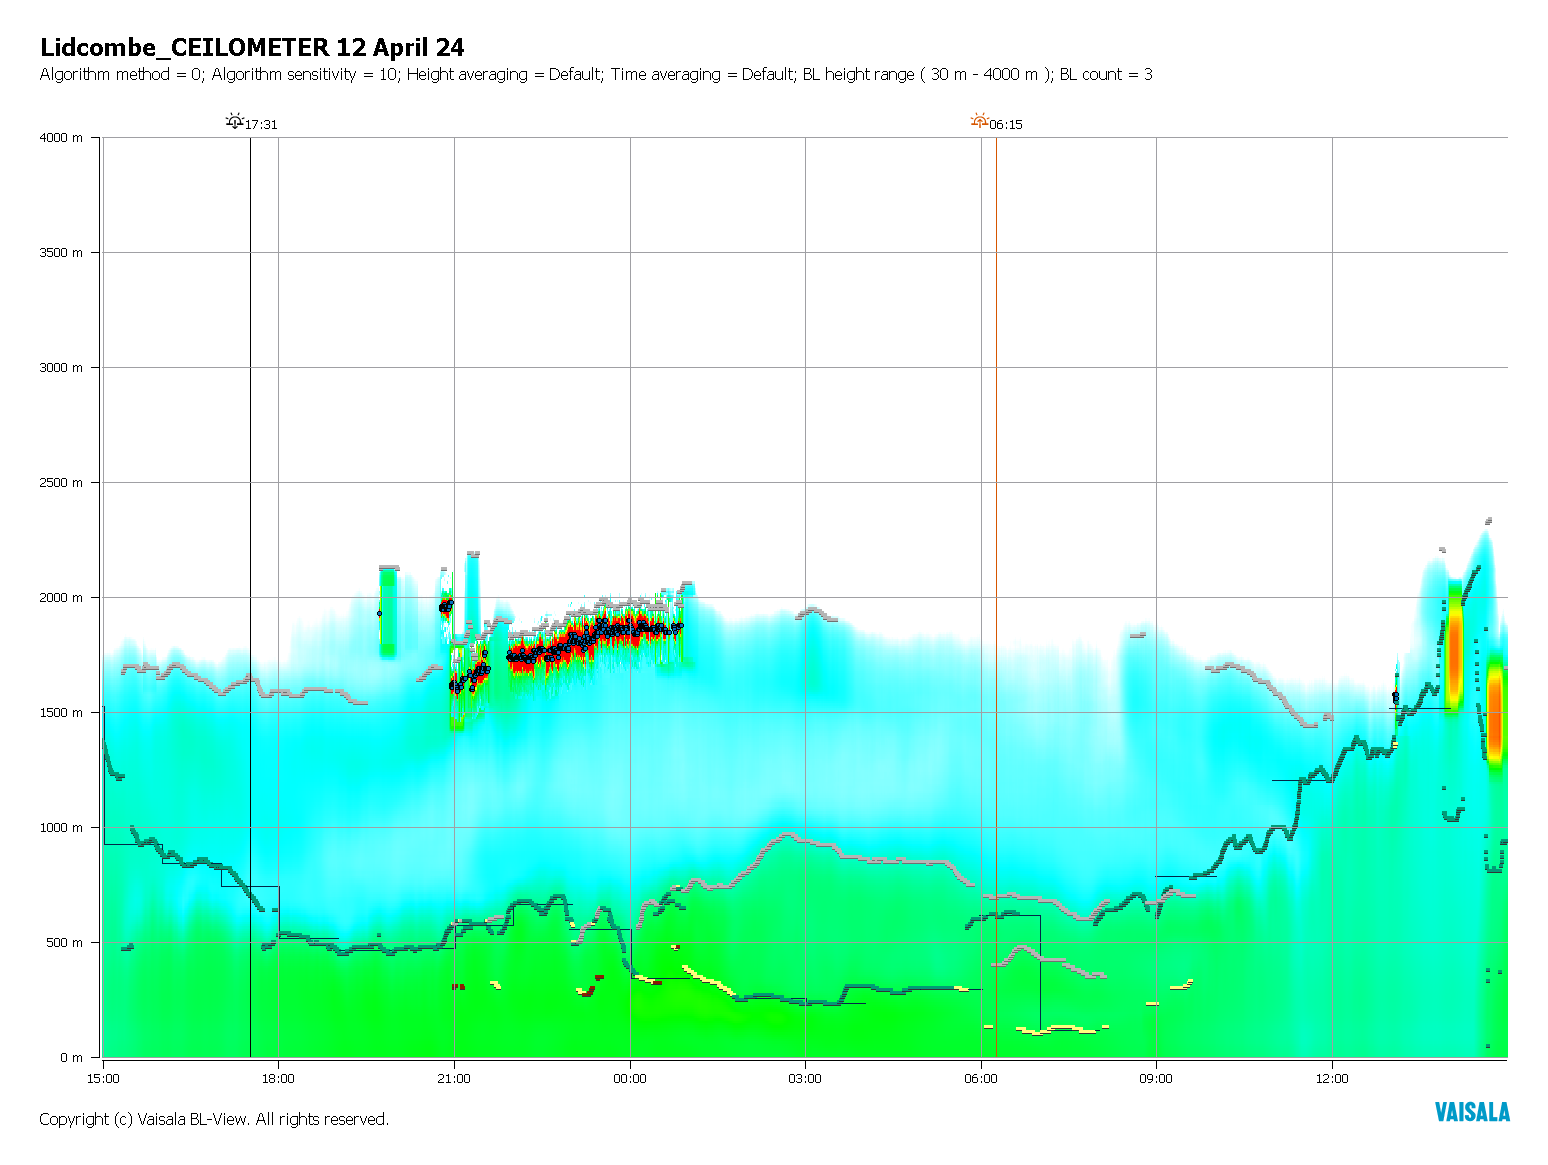 Lidcombe_CEILOMETER 12 April 24
Algorithm method = 0; Algorithm sensitivity = 10; Height averaging = Default; Time averaging = Default; BL height range ( 30 m - 4000 m ); BL count = 3
17:31
06:15
4000 m
3500 m
3000 m
2500 m
2000 m
1500 m
1000 m
500 m
0 m
15:00
18:00
21:00
00:00
03:00
06:00
09:00
12:00
Copyright (c) Vaisala BL-View. All rights reserved.
VAISALA